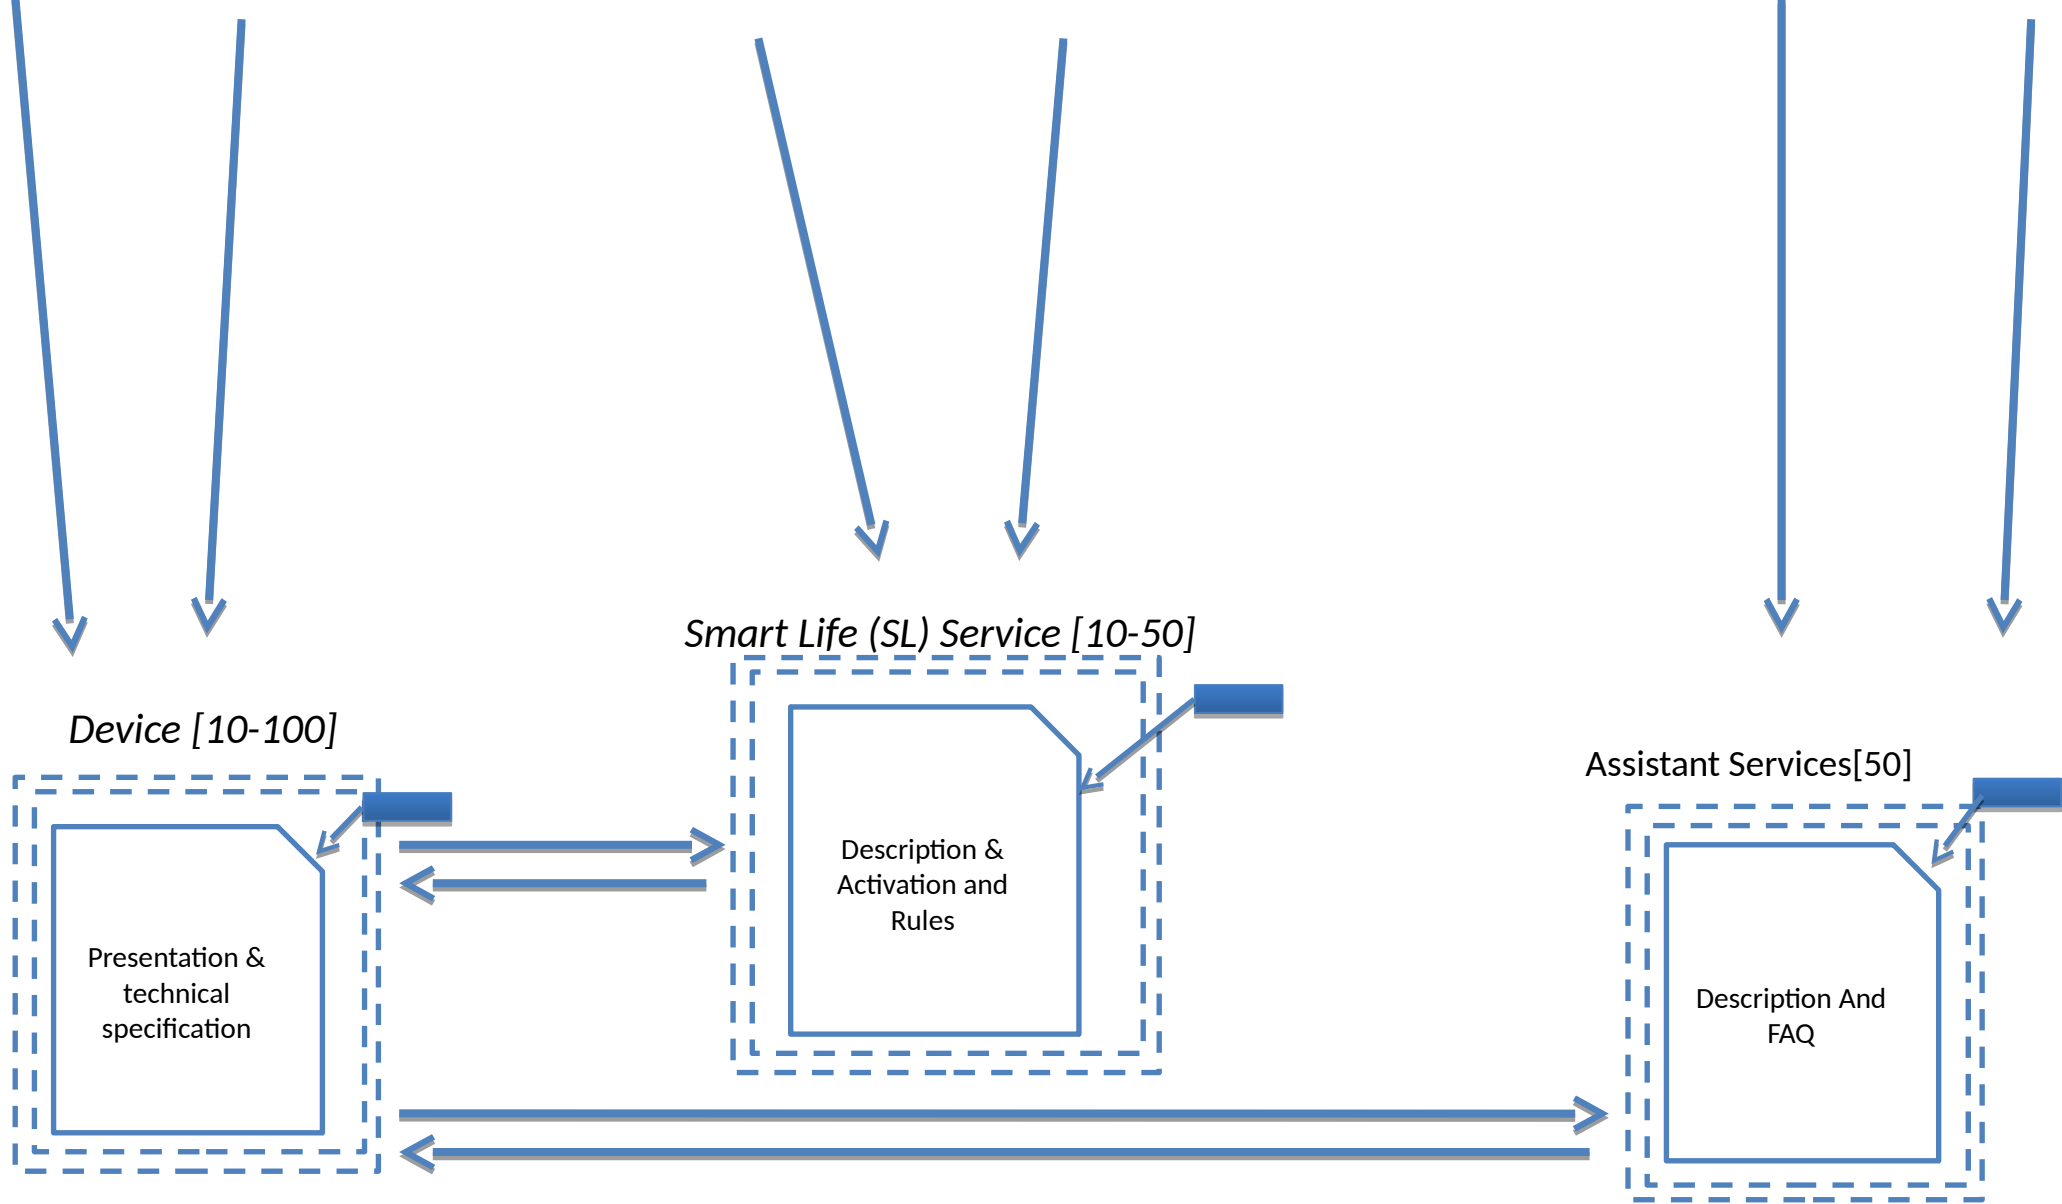 Smart Life (SL) Service [10-50]
Device [10-100]
Assistant Services[50]
Description &
Activation and
Rules
Presentation &
technical
specification
Description And
FAQ